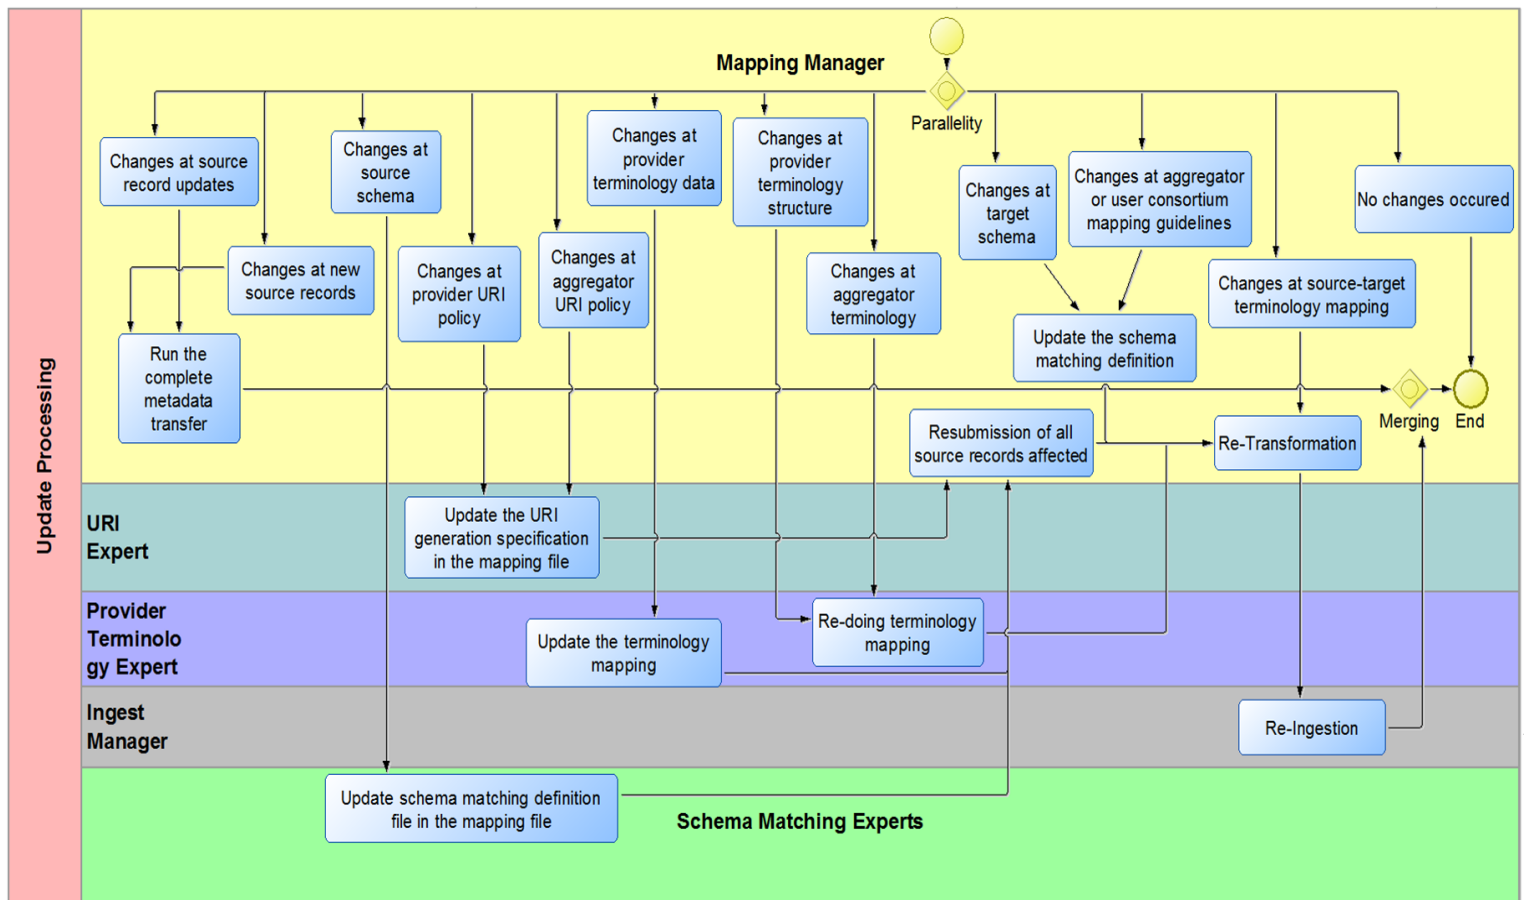 Update Processing
Mapping Manager
Parallelity
Changes at source
record updates
Changes at
source
schema
Changes at
provider
terminology data
Changes at
provider
terminology
structure
Changes at
target
schema
Changes at aggregator
or user consortium
mapping guidelines
No changes occured
Changes at new
source records
Changes at
provider URI
policy
Changes at
aggregator
URI policy
Changes at
aggregator
terminology
Changes at source-target
terminology mapping
Run the
complete
metadata
transfer
Update the schema
matching definition
Merging
End
Resubmission of all
source records affected
Re-Transformation
URI
Expert
Update the URI
generation specification
in the mapping file
Provider
Terminolo
gy Expert
Update the terminology
mapping
Re-doing terminology
mapping
Ingest
Manager
Re-Ingestion
Update schema matching definition
file in the mapping file
Schema Matching Experts